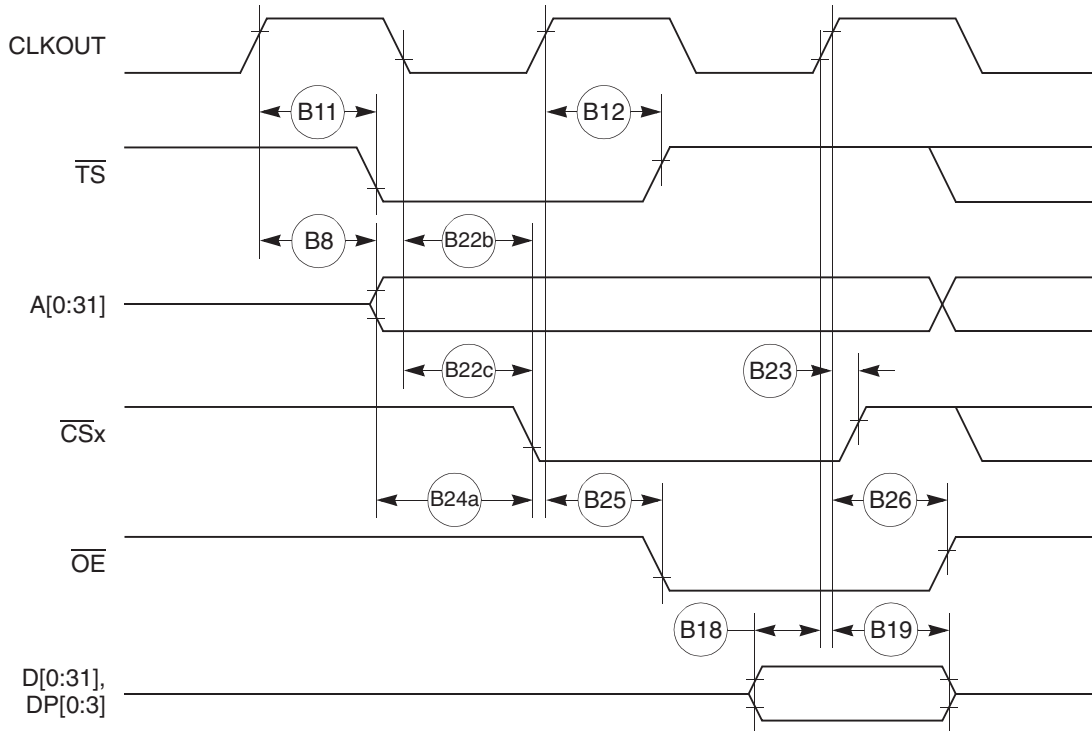 CLKOUT
B11
B12
TS
B8
B22b
A[0:31]
B22c
B23
CSx
B24a
B25
B26
OE
B18
B19
D[0:31],
DP[0:3]